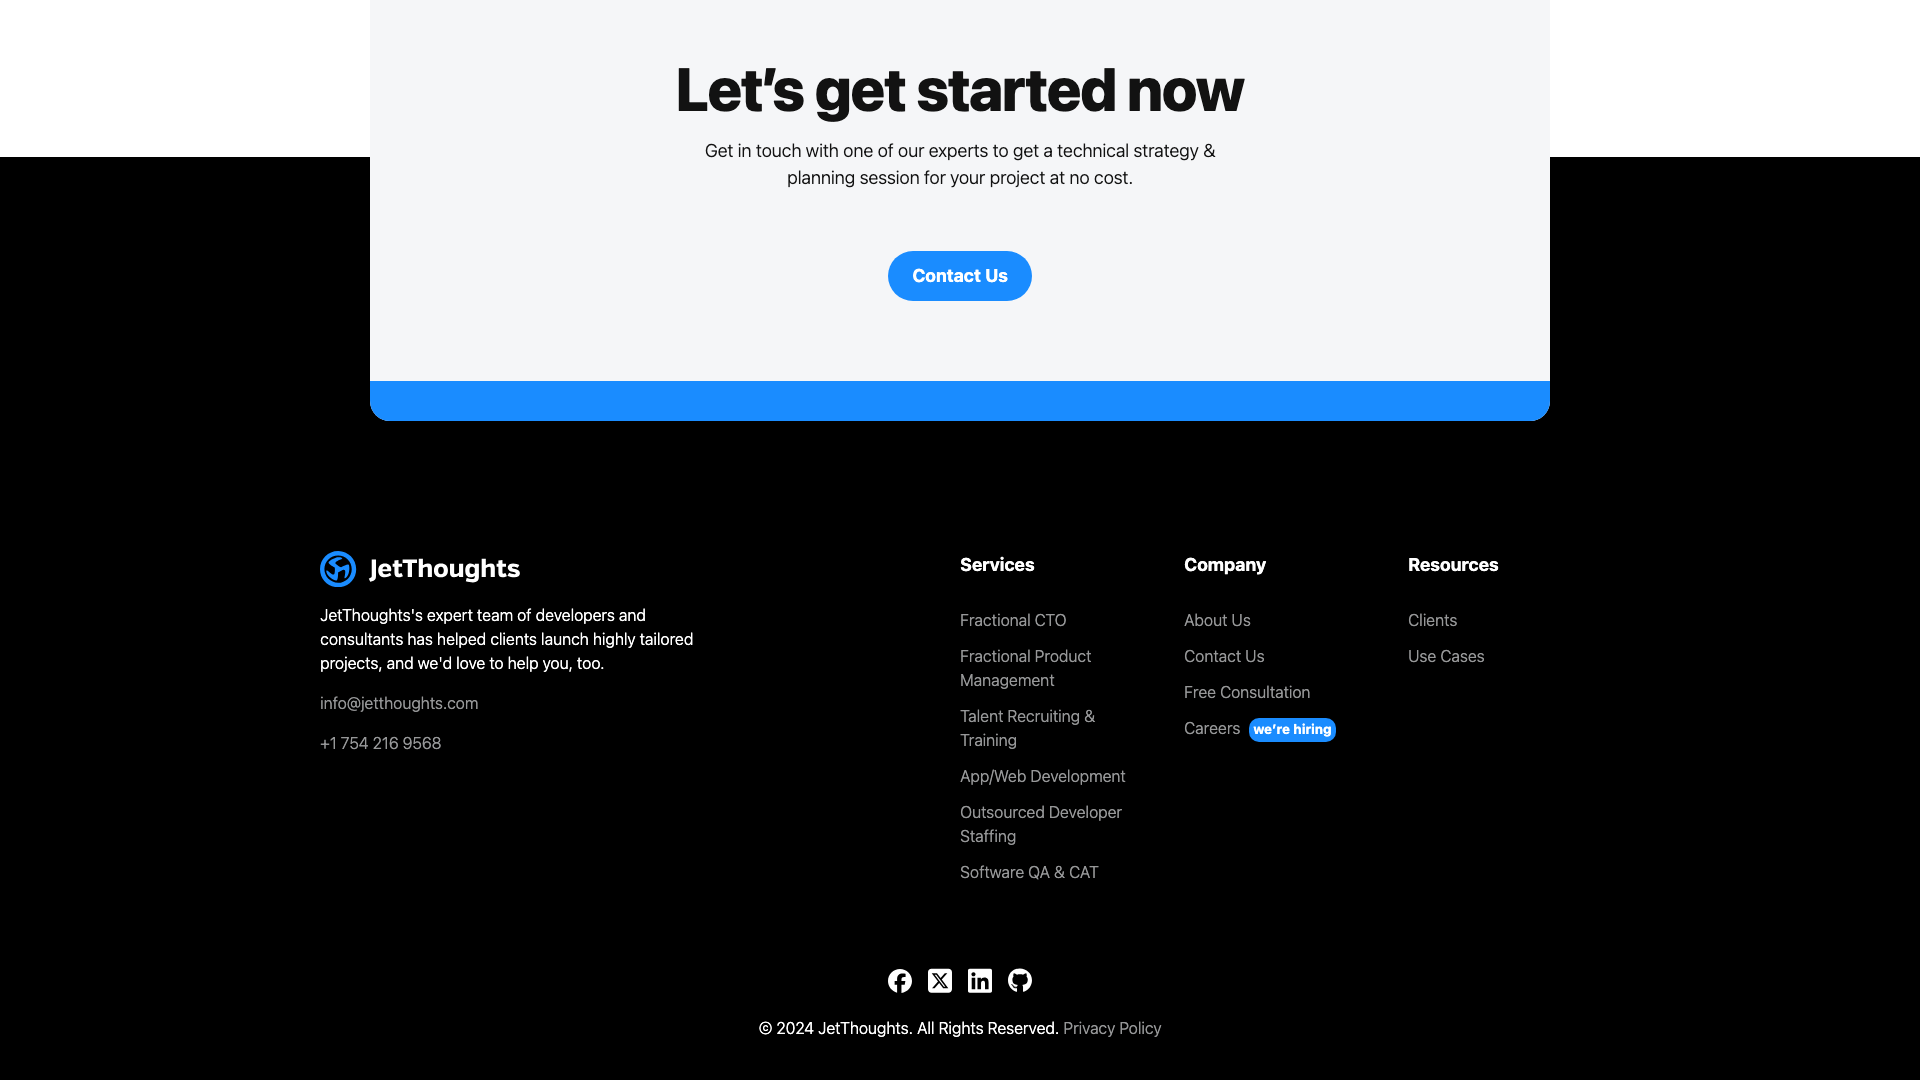 Let’s get started now
Get in touch with one of our experts to get a technical strategy &
planning session for your project at no cost.
Contact Us
JetThoughts
JetThoughts's expert team of developers and
consultants has helped clients launch highly tailored
projects, and we'd love to help you, too.
info@jetthoughts.com
+1 754 216 9568
Services
Fractional CTO
Fractional Product
Management
Talent Recruiting &
Training
App/Web Development
Outsourced Developer
Staffing
Software QA & CAT
Company
About Us
Contact Us
Free Consultation
Careers we’re hiring
Resources
Clients
Use Cases
© 2024 JetThoughts. All Rights Reserved. Privacy Policy